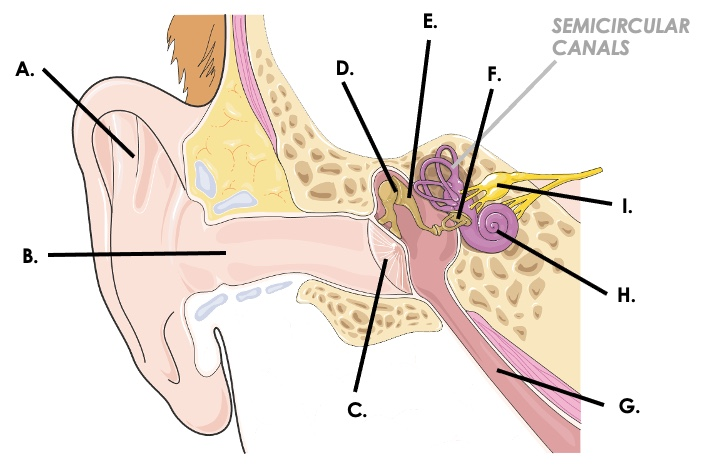 E.
SEMICIRCULAR
CANALS
A.
D.
F.
I.
B.
H.
C.
G.